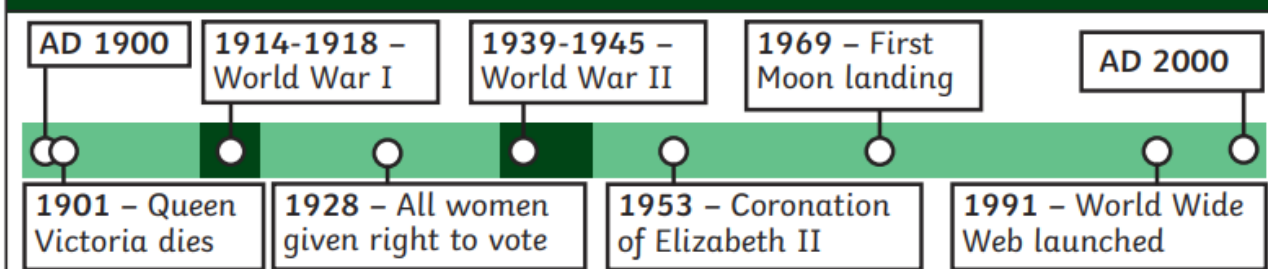 AD 1900
1914-1918 –
World War I
1939-1945 –
World War II
1969 – First
Moon landing
AD 2000
1901 – Queen
Victoria dies
1928 – All women
given right to vote
1953 – Coronation
of Elizabeth II
1991 – World Wide
Web launched